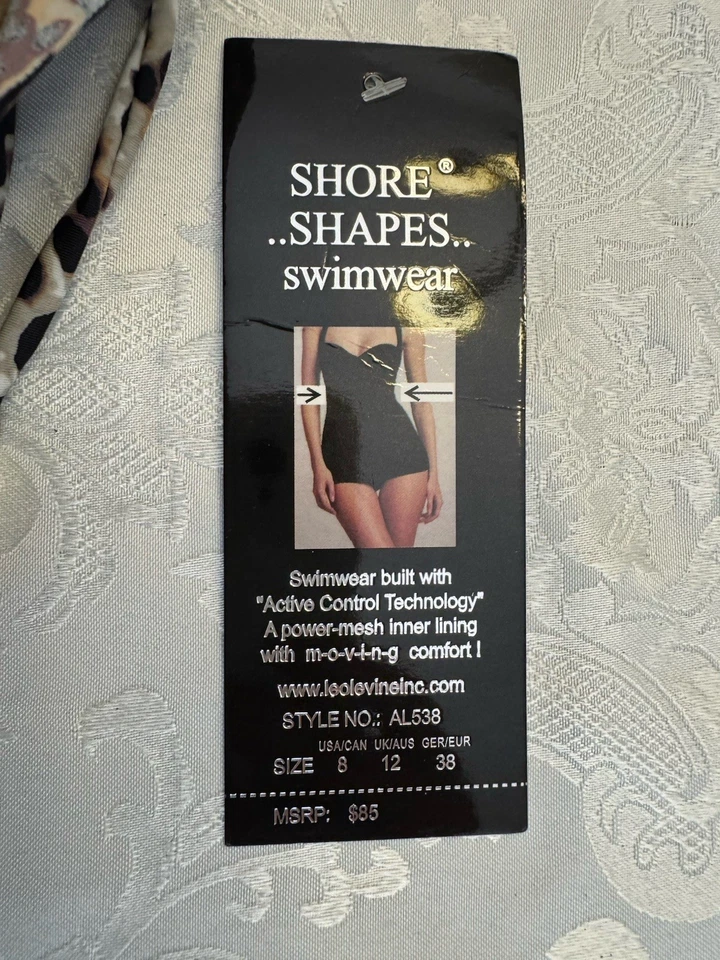 SHORE®
..SHAPES..
swimwear
Swimwear built with
"Active Control Technology"
A power-mesh inner lining
with m-o-v-i-n-g comfort !
www.leolevineinc.com
STYLE NO.: AL538
USA/CAN UK/AUS GER/EUR
SIZE 8 12 38
MSRP: $85